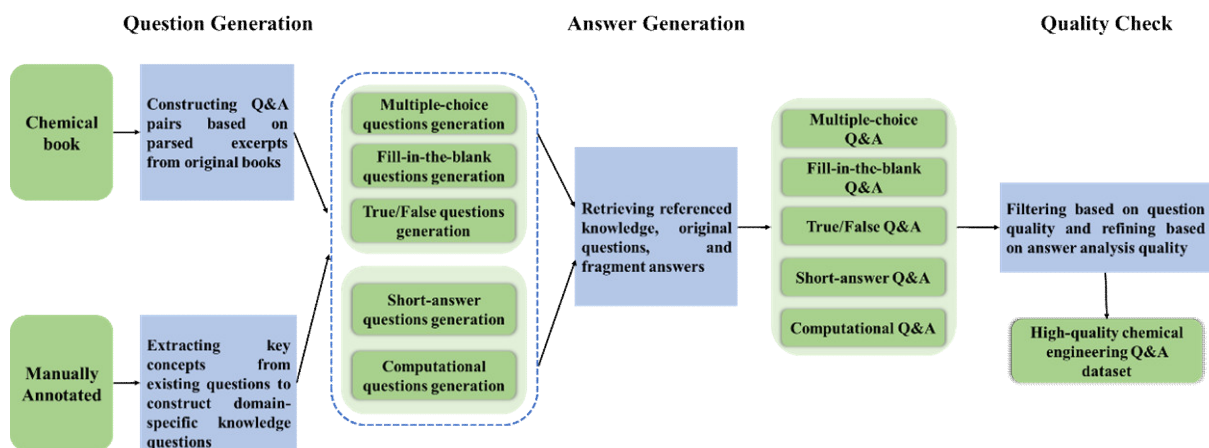 Question Generation
Answer Generation
Quality Check
Chemical
book
Constructing Q&A
pairs based on
parsed excerpts
from original books
Manually
Annotated
Extracting key
concepts from
existing questions to
construct domain-
specific knowledge
questions
Multiple-choice
questions generation
Fill-in-the-blank
questions generation
True/False questions
generation
Short-answer
questions generation
Computational
questions generation
Retrieving referenced
knowledge, original
questions, and
fragment answers
Multiple-choice
Q&A
Fill-in-the-blank
Q&A
True/False Q&A
Short-answer Q&A
Computational Q&A
Filtering based on question
quality and refining based
on answer analysis quality
High-quality chemical
engineering Q&A
dataset